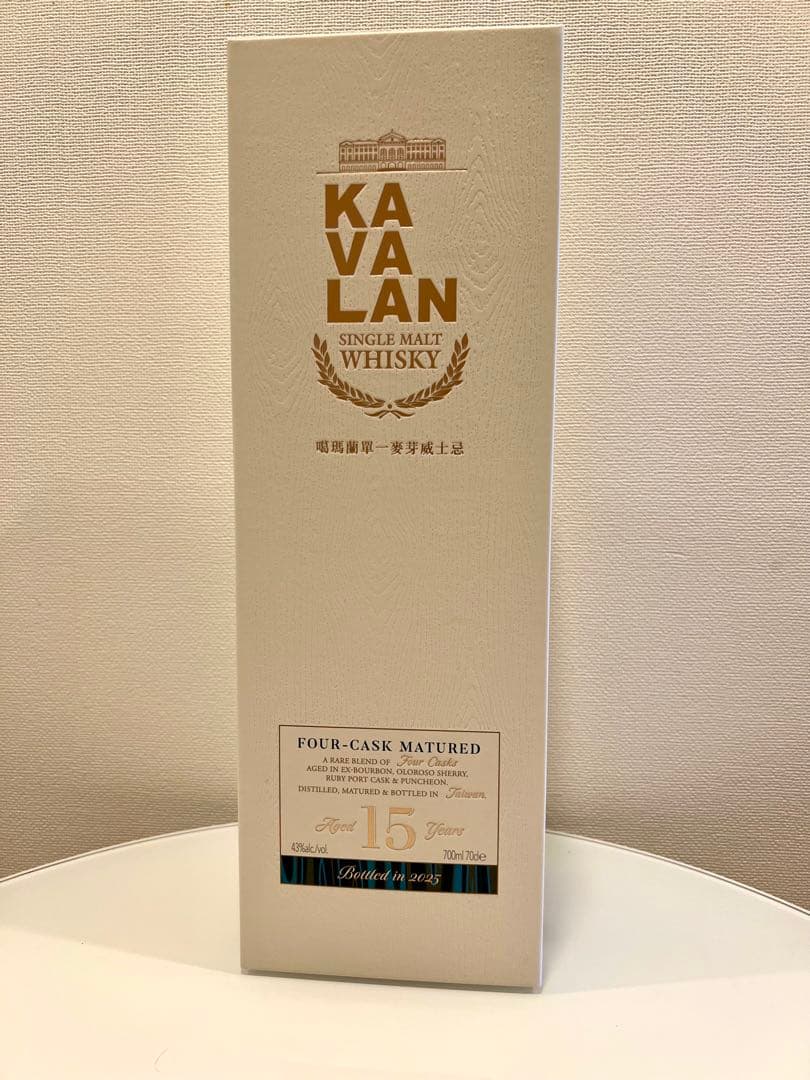 KA
VA
LAN
SINGLE MALT
WHISKY
噶瑪蘭單一麥芽威士忌
FOUR-CASK MATURED
A RARE BLEND OF Four Casks
AGED IN EX-BOURBON, OLOROSO SHERRY,
RUBY PORT CASK & PUNCHEON.
DISTILLED, MATURED & BOTTLED IN Taiwan.
Aged 15 Years
43%alc./vol. 700ml 70cl e
Bottled in 2025